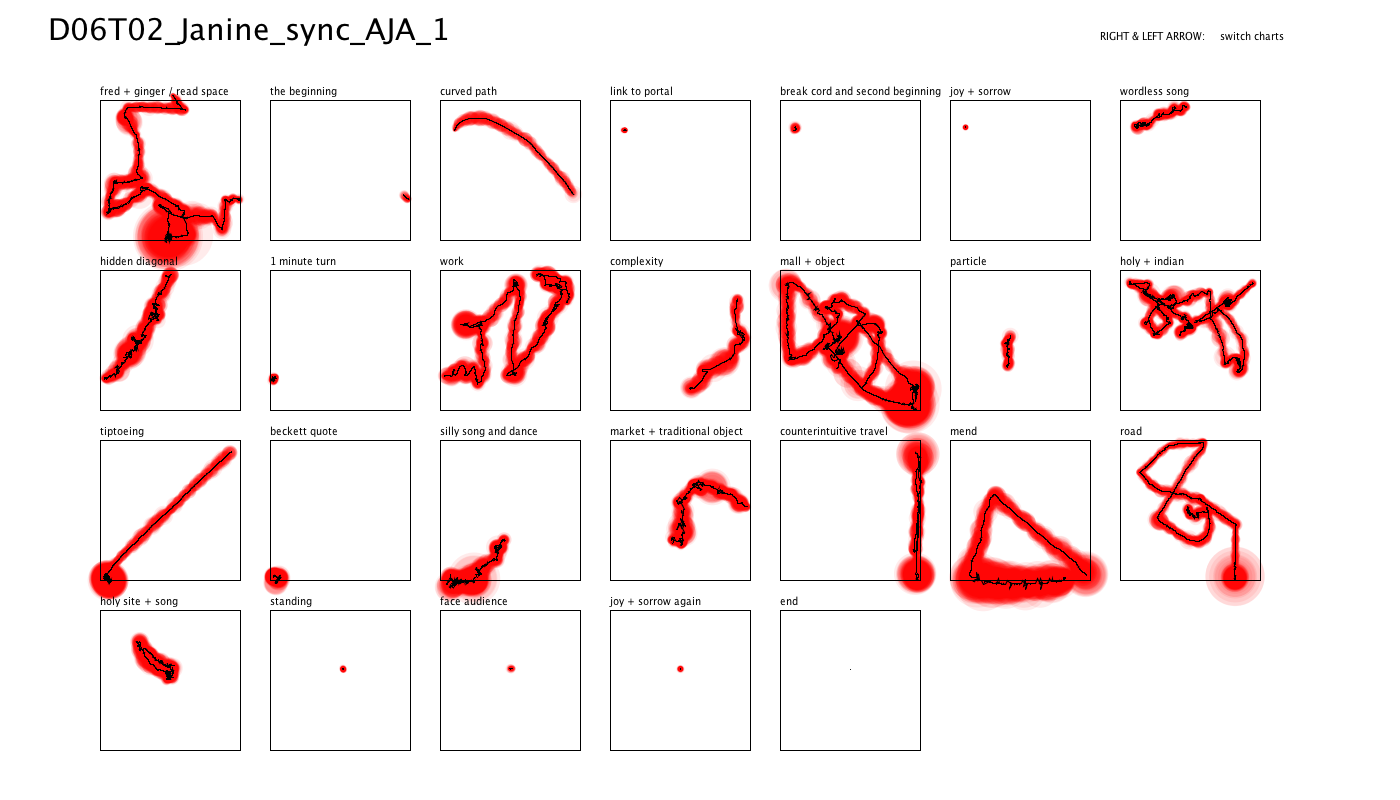 D06T02_Janine_sync_AJA_1
RIGHT & LEFT ARROW: switch charts
fred + ginger / read space
the beginning
curved path
link to portal
break cord and second beginning
joy + sorrow
wordless song
hidden diagonal
1 minute turn
work
complexity
mall + object
particle
holy + indian
tiptoeing
beckett quote
silly song and dance
market + traditional object
counterintuitive travel
mend
road
holy site + song
standing
face audience
joy + sorrow again
end